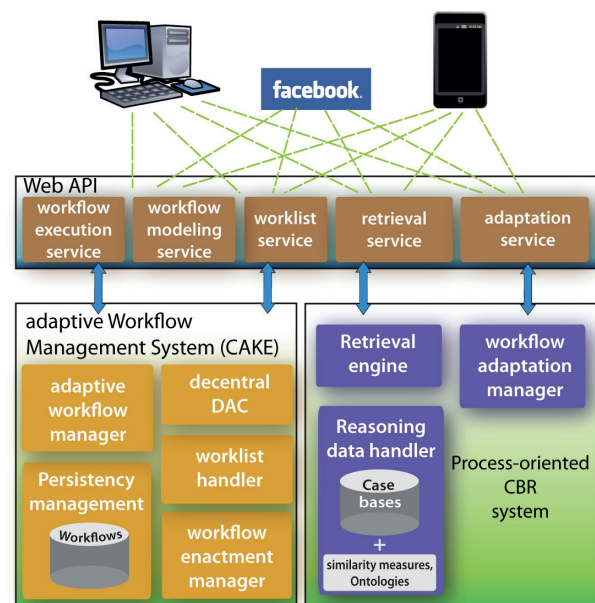 facebook.
Web API
workflow
execution
service
workflow
modeling
service
worklist
service
retrieval
service
adaptation
service
adaptive Workflow
Management System (CAKE)
adaptive
workflow
manager
decentral
DAC
worklist
handler
Persistency
management
Workflows
workflow
enactment
manager
Retrieval
engine
workflow
adaptation
manager
Reasoning
data handler
Case
bases
+
similarity measures,
Ontologies
Process-oriented
CBR
system